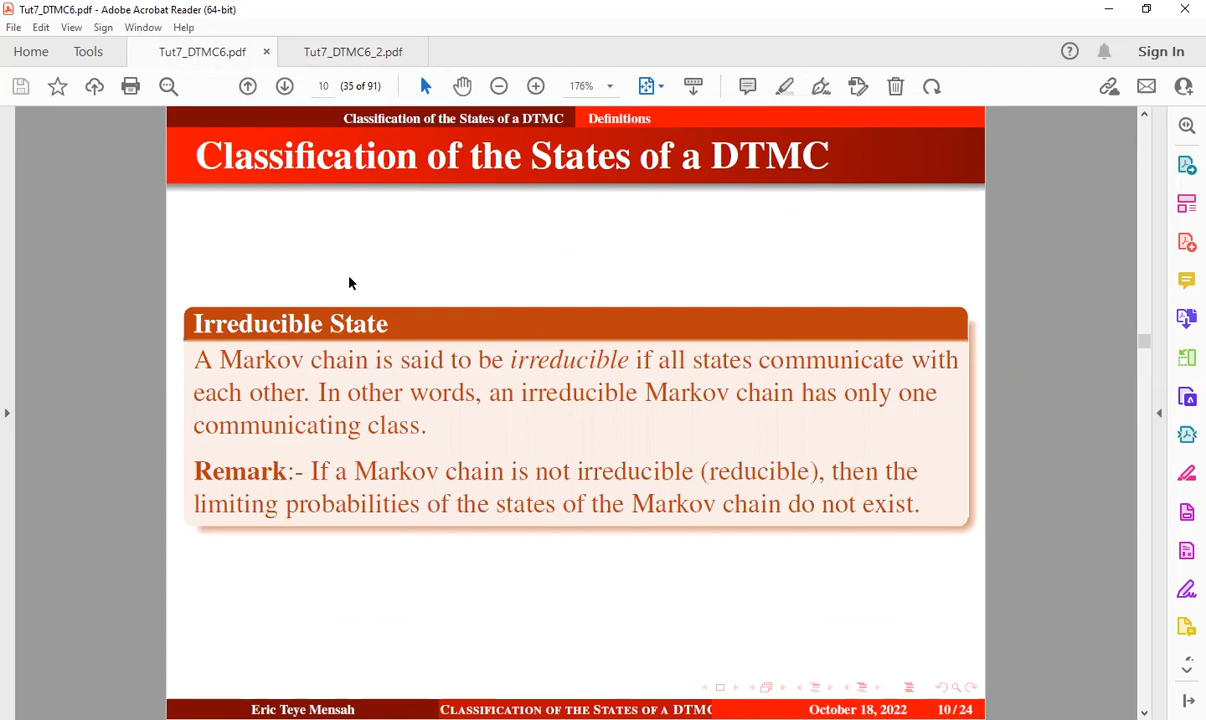 Tut7_DTMC6.pdf - Adobe Acrobat Reader (64-bit)
File Edit View Sign Window Help
Home Tools Tut7_DTMC6.pdf × Tut7_DTMC6_2.pdf Sign In
10 (35 of 91) 176%
Classification of the States of a DTMC Definitions
Classification of the States of a DTMC
Irreducible State
A Markov chain is said to be irreducible if all states communicate with
each other. In other words, an irreducible Markov chain has only one
communicating class.
Remark:- If a Markov chain is not irreducible (reducible), then the
limiting probabilities of the states of the Markov chain do not exist.
Eric Teye Mensah CLASSIFICATION OF THE STATES OF A DTMC October 18, 2022 10/24